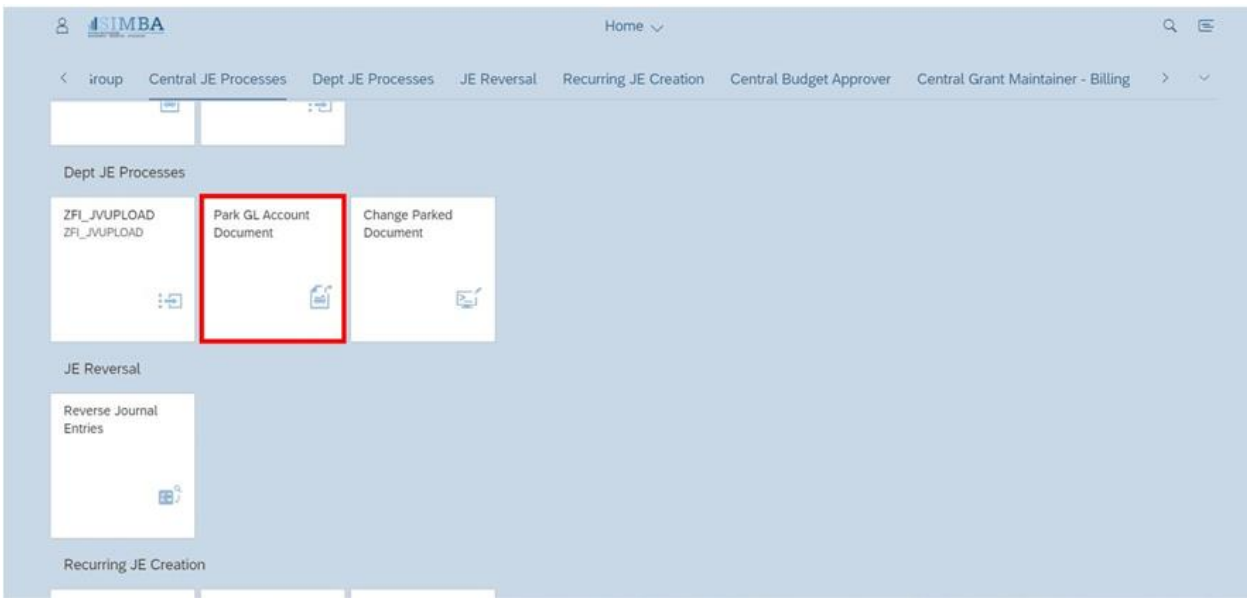 SIMBA
Home
iroup Central JE Processes Dept JE Processes JE Reversal Recurring JE Creation Central Budget Approver Central Grant Maintainer - Billing
Dept JE Processes
ZFI_JVUPLOAD
ZFI_JVUPLOAD
Park GL Account
Document
Change Parked
Document
JE Reversal
Reverse Journal
Entries
Recurring JE Creation